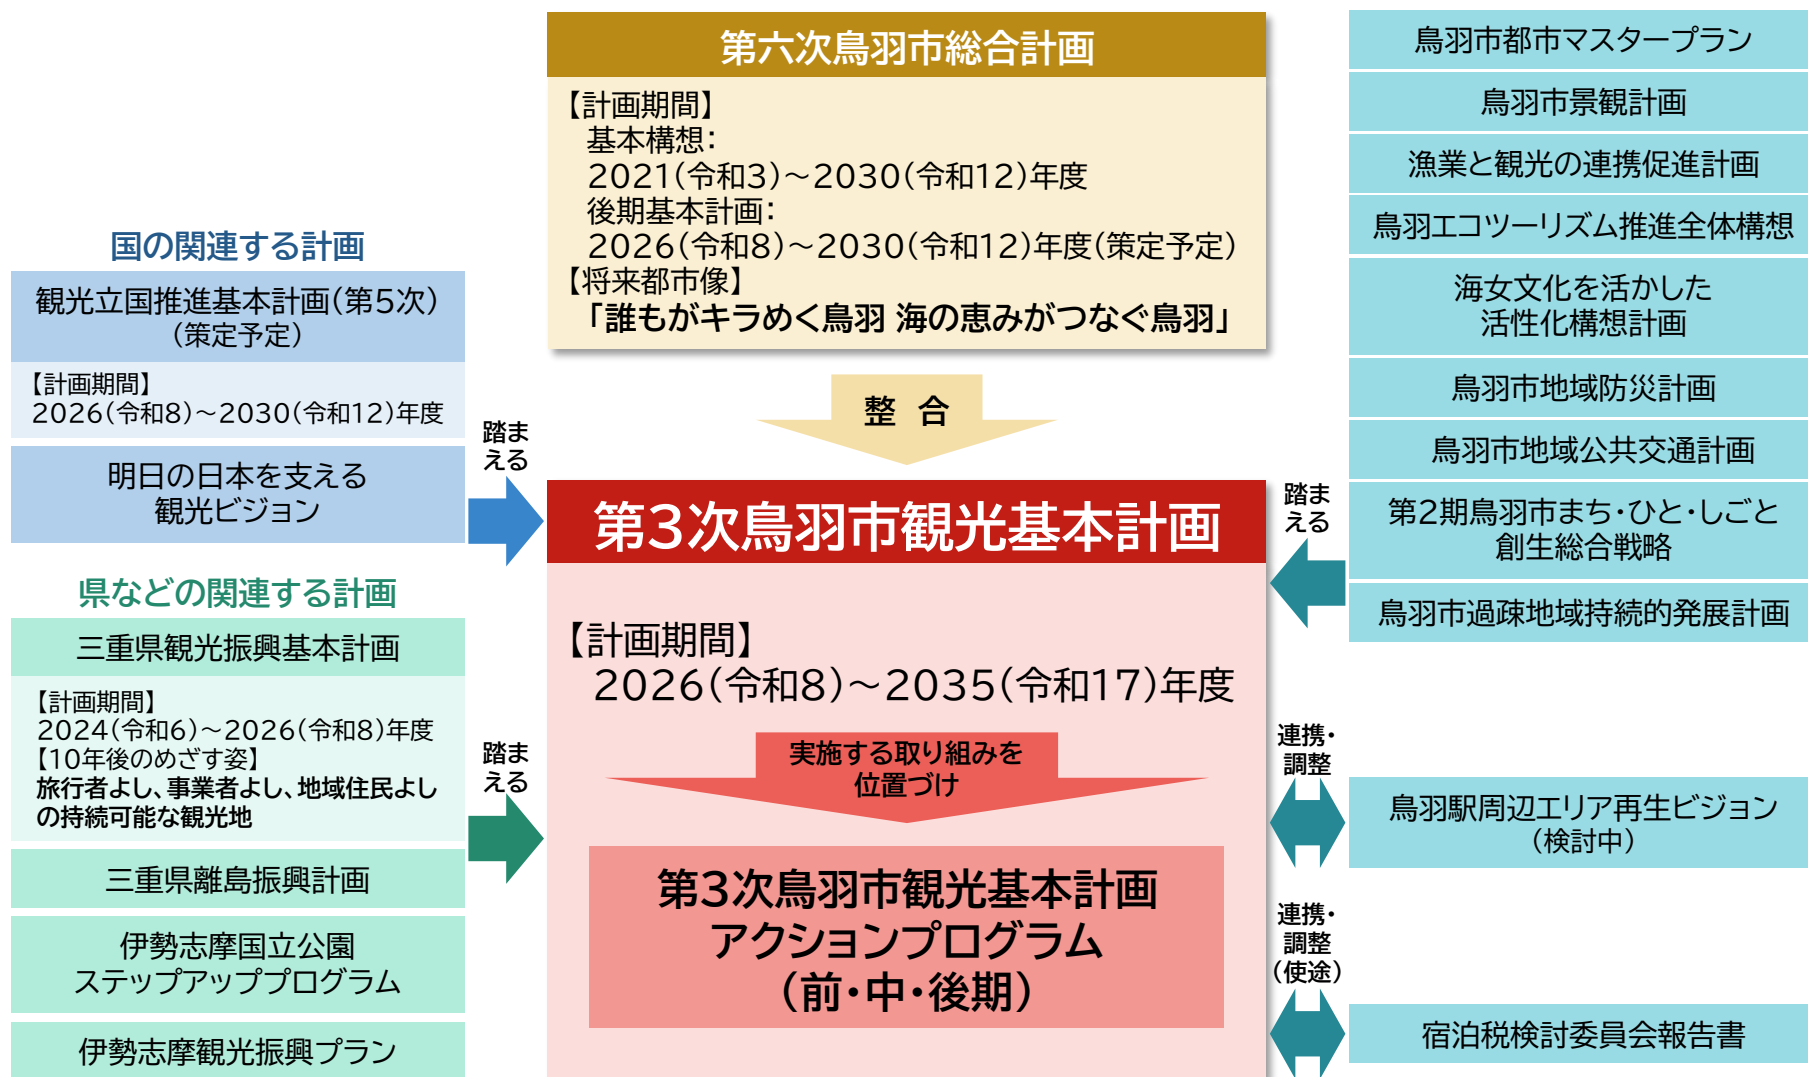 第六次鳥羽市総合計画
【計画期間】
基本構想：
2021(令和3)～2030(令和12)年度
後期基本計画：
2026(令和8)～2030(令和12)年度(策定予定)
【将来都市像】
「誰もがキラめく鳥羽 海の恵みがつなぐ鳥羽」
整 合
国の関連する計画
観光立国推進基本計画(第5次)
(策定予定)
【計画期間】
2026(令和8)～2030(令和12)年度
明日の日本を支える
観光ビジョン
踏ま
える
県などの関連する計画
三重県観光振興基本計画
【計画期間】
2024(令和6)～2026(令和8)年度
【10年後のめざす姿】
旅行者よし、事業者よし、地域住民よし
の持続可能な観光地
三重県離島振興計画
伊勢志摩国立公園
ステップアッププログラム
伊勢志摩観光振興プラン
踏ま
える
第3次鳥羽市観光基本計画
【計画期間】
2026(令和8)～2035(令和17)年度
実施する取り組みを
位置づけ
第3次鳥羽市観光基本計画
アクションプログラム
(前・中・後期)
鳥羽市都市マスタープラン
鳥羽市景観計画
漁業と観光の連携促進計画
鳥羽エコツーリズム推進全体構想
海女文化を活かした
活性化構想計画
鳥羽市地域防災計画
鳥羽市地域公共交通計画
第2期鳥羽市まち・ひと・しごと
創生総合戦略
鳥羽市過疎地域持続的発展計画
踏ま
える
連携・
調整
鳥羽駅周辺エリア再生ビジョン
(検討中)
連携・
調整
(使途)
宿泊税検討委員会報告書